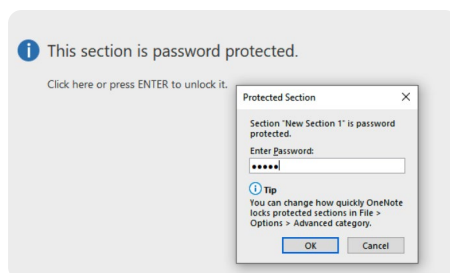 This section is password protected.
Click here or press ENTER to unlock it.
Protected Section
Section "New Section 1" is password
protected.
Enter Password:
•••••
Tip
You can change how quickly OneNote
locks protected sections in File >
Options > Advanced category.
OK Cancel